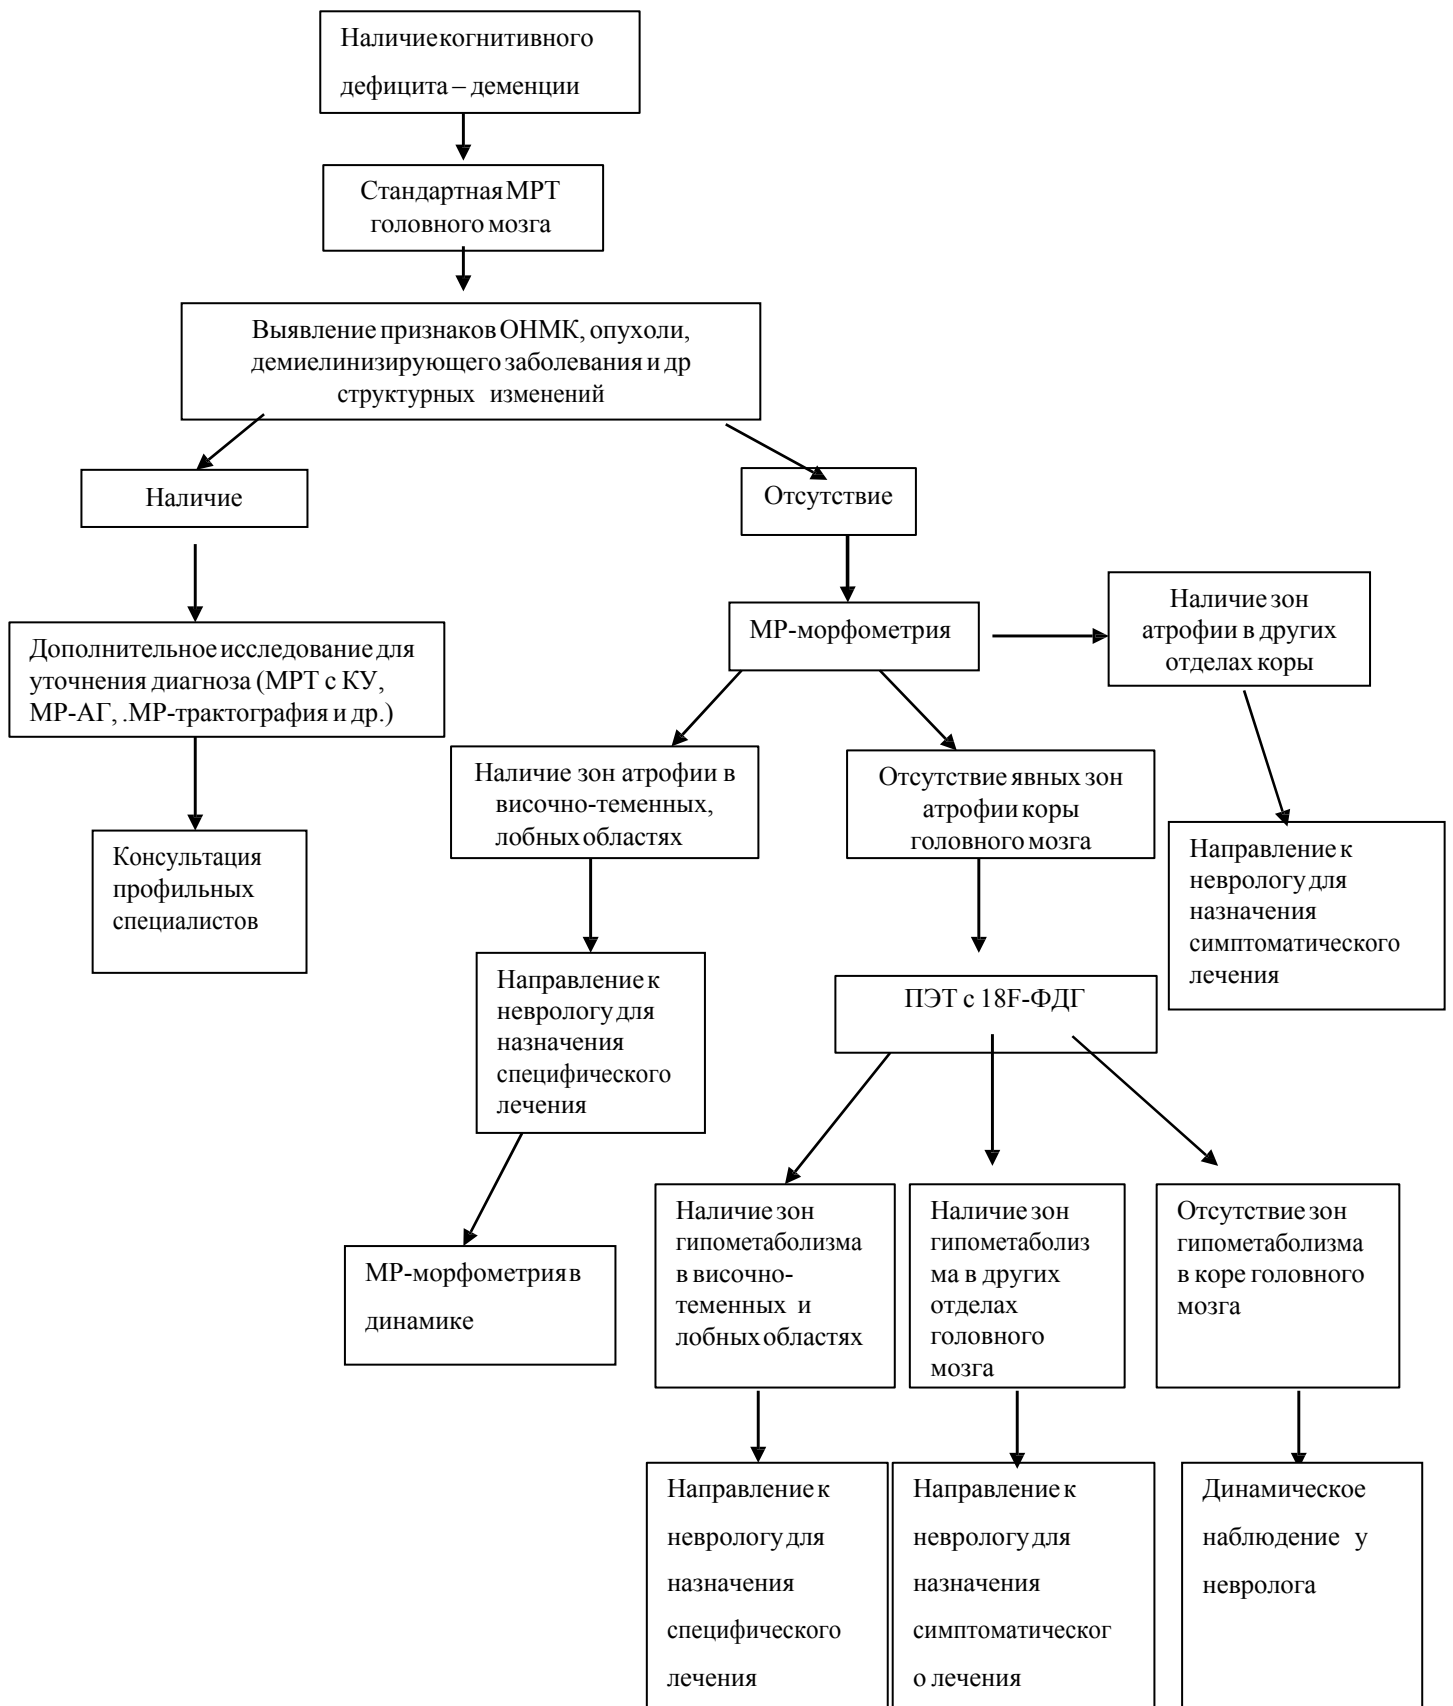 Наличие когнитивного
дефицита – деменции
Стандартная МРТ
головного мозга
Выявление признаков ОНМК, опухоли,
демиелинизирующего заболевания и др
структурных изменений
Наличие
Отсутствие
Дополнительное исследование для
уточнения диагноза (МРТ с КУ,
МР-АГ, .МР-трактография и др.)
Консультация
профильных
специалистов
МР-морфометрия
Наличие зон
атрофии в других
отделах коры
Наличие зон атрофии в
височно-теменных,
лобных областях
Отсутствие явных зон
атрофии коры
головного мозга
Направление к
неврологу для
назначения
симптоматического
лечения
Направление к
неврологу для
назначения
специфического
лечения
ПЭТ с 18F-ФДГ
МР-морфометрия в
динамике
Наличие зон
гипометаболизма
в височно-
теменных и
лобных областях
Наличие зон
гипометаболиз
ма в других
отделах
головного
мозга
Отсутствие зон
гипометаболизма
в коре головного
мозга
Направление к
неврологу для
назначения
специфического
лечения
Направление к
неврологу для
назначения
симптоматическог
о лечения
Динамическое
наблюдение у
невролога